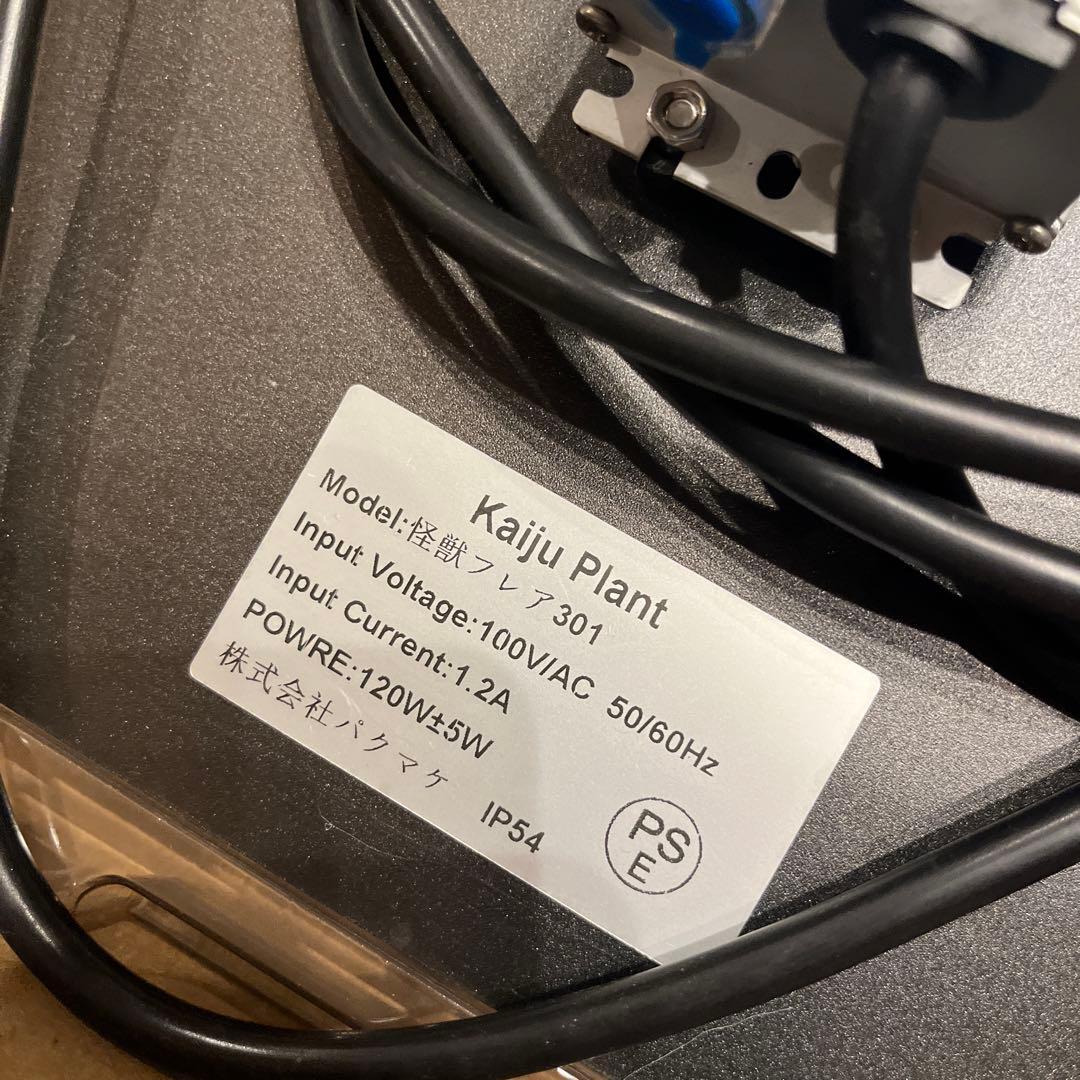 Kaiju Plant
Model:怪獣フレア301
Input Voltage:100V/AC 50/60Hz
Input Current:1.2A
POWRE:120W±5W
株式会社パクマケ
IP54
PS
E